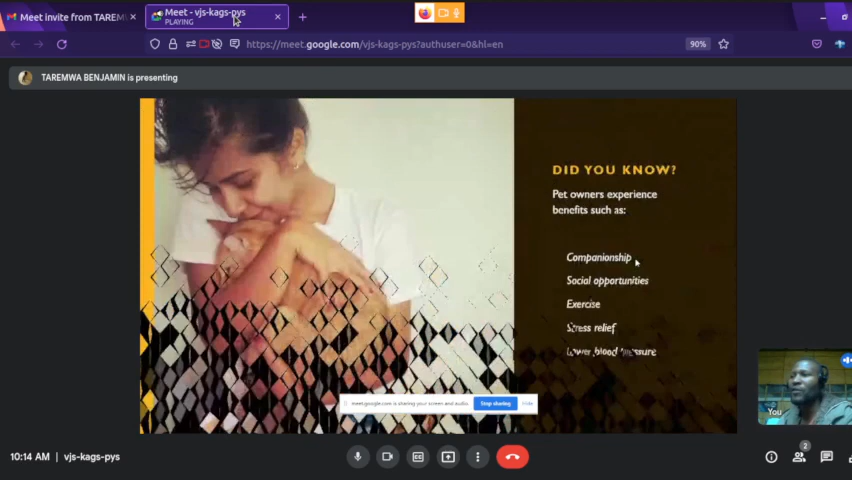 Meet invite from TAREM
Meet - vjs-kags-pys
PLAYING
https://meet.google.com/vjs-kags-pys?authuser=0&hl=en
90%
TAREMWA BENJAMIN is presenting
DID YOU KNOW?
Pet owners experience
benefits such as:
Companionship
Social opportunities
Exercise
Stress relief
Lower blood pressure
meet.google.com is sharing your screen and audio.
Stop sharing
Hide
You
2
10:14 AM | vjs-kags-pys